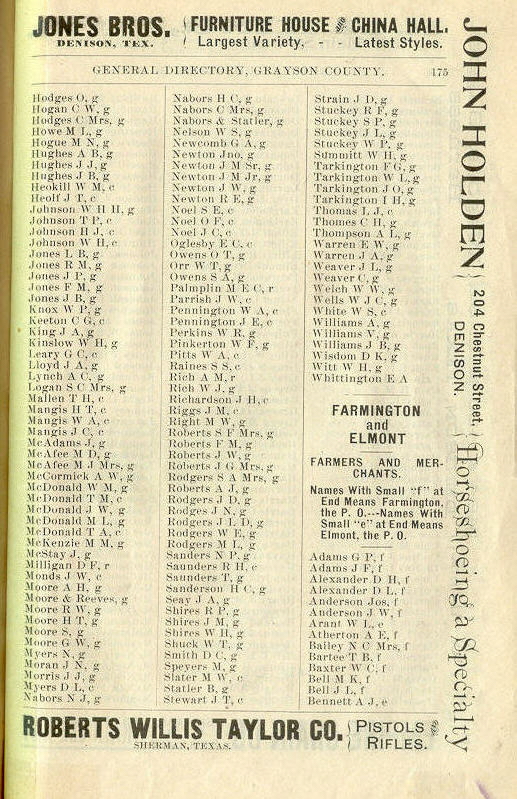 JONES BROS. FURNITURE HOUSE CHINA HALL.
DENISON, TEX. Largest Variety, - - Latest Styles.
GENERAL DIRECTORY, GRAYSON COUNTY. 175
Hodges O, g
Hogan C W, g
Hodges C Mrs, g
Howe M L, g
Hogue M N, g
Hughes A B, g
Hughes J J, g
Hughes J B, g
Heokill W M, c
Heolf J T, c
Johnson W H H, g
Johnson T P, c
Johnson H J, c
Johnson W H, c
Jones L B, g
Jones R M, g
Jones J P, g
Jones F M, g
Jones J B, g
Knox W P, g
Keeton C G, c
King J A, g
Kinslow W H, g
Leary G C, c
Lloyd J A, g
Lynch A C, g
Logan S C Mrs, g
Mallen T H, c
Mangis H T, c
Mangis W A, c
Mangis J C, c
McAdams J, g
McAfee M D, g
McAfee M J Mrs, g
McCormick A W, g
McDonald W M, g
McDonald T M, c
McDonald J W, g
McDonald M L, g
McDonald T A, c
McKenzie M M, g
McStay J, g
Milligan D F, r
Monds J W, c
Moore A H, g
Moore & Reeves, g
Moore R W, g
Moore H T, g
Moore S, g
Moore G W, g
Myers N, g
Moran J N, g
Morris J J, g
Myers D L, c
Nabors N J, g
Nabors H C, g
Nabors C Mrs, g
Nabors & Statler, g
Nelson W S, g
Newcomb G A, g
Newton Jno, g
Newton J M Sr, g
Newton J M Jr, g
Newton J W, g
Newton R E, g
Noel S E, c
Noel O F, c
Noel J C, c
Oglesby E C, c
Owens O T, g
Orr W T, g
Owens S A, g
Palmplin M E C, r
Parrish J W, c
Pennington W A, c
Pennington J E, c
Perkins W R, g
Pinkerton W F, g
Pitts W A, c
Raines S S, c
Rich A M, r
Rich W J, g
Richardson J H, c
Riggs J M, c
Right M W, g
Roberts S F Mrs, g
Roberts F M, g
Roberts J W, g
Roberts J G Mrs, g
Rodgers S A Mrs, g
Roberts A J, g
Rodgers J D, g
Rodgers J N, g
Rodgers J L D, g
Rodgers W E, g
Rodgers M L, g
Sanders N P, g
Saunders R H, c
Saunders T, g
Sanderson H C, g
Seay J A, g
Shires R P, g
Shires J M, g
Shires W H, g
Shuck W T, g
Smith D C, g
Speyers M, g
Slater M W, c
Statler B, g
Stewart J T, c
Strain J D, g
Stuckey R F, g
Stuckey S P, g
Stuckey J L, g
Stuckey W P, g
Summitt W H, g
Tarkington F G, g
Tarkington W L, g
Tarkington J O, g
Tarkington I H, g
Thomas L J, c
Thomas C H, g
Thompson A L, g
Warren E W, g
Warren J A, g
Weaver J L, g
Weaver C, g
Welch W W, g
Wells W J C, g
White W S, c
Williams A, g
Williams V, g
Williams J B, g
Wisdom D K, g
Witt W H, g
Whittington E A
FARMINGTON
and
ELMONT
FARMERS AND MER-
CHANTS.
Names With Small "f" at
End Means Farmington,
the P. O.---Names With
Small "e" at End Means
Elmont, the P. O.
Adams G P, f
Adams J F, f
Alexander D H, f
Alexander D L, f
Anderson Jos, f
Anderson J W, f
Arant W L, e
Atherton A E, f
Bailey N C Mrs, f
Bartee T B, f
Baxter W C, f
Bell M K, f
Bell J L, f
Bennett A J, e
JOHN HOLDEN
204 Chestnut Street,
DENISON.
Horseshoeing a Specialty
ROBERTS WILLIS TAYLOR CO. PISTOLS
SHERMAN, TEXAS. RIFLES.